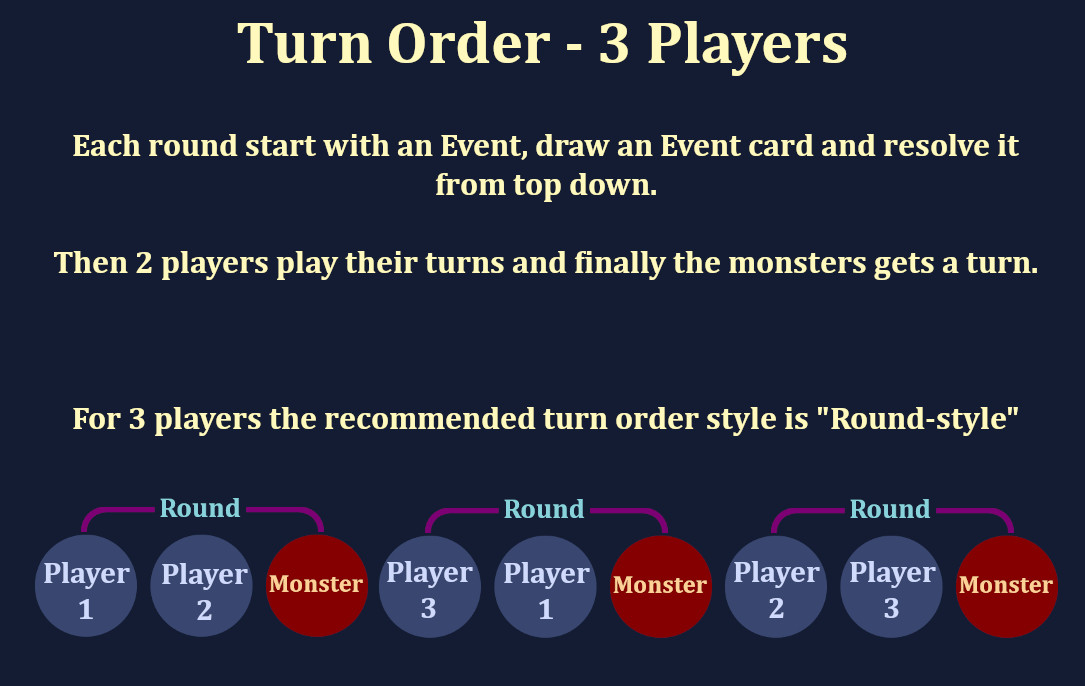 Turn Order - 3 Players
Each round start with an Event, draw an Event card and resolve it
from top down.
Then 2 players play their turns and finally the monsters gets a turn.
For 3 players the recommended turn order style is "Round-style"
Round
Round
Round
Player
1
Player
2
Monster
Player
3
Player
1
Monster
Player
2
Player
3
Monster